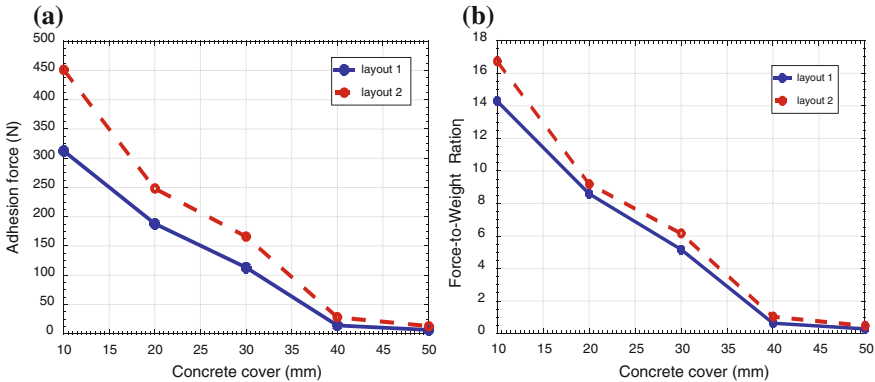 (a)
500
450
400
350
300
250
200
150
100
50
0
10 15 20 25 30 35 40 45 50
Adhesion force (N)
Concrete cover (mm)
layout 1
layout 2
(b)
18
16
14
12
10
8
6
4
2
0
10 15 20 25 30 35 40 45 50
Force-to-Weight Ration
Concrete cover (mm)
layout 1
layout 2